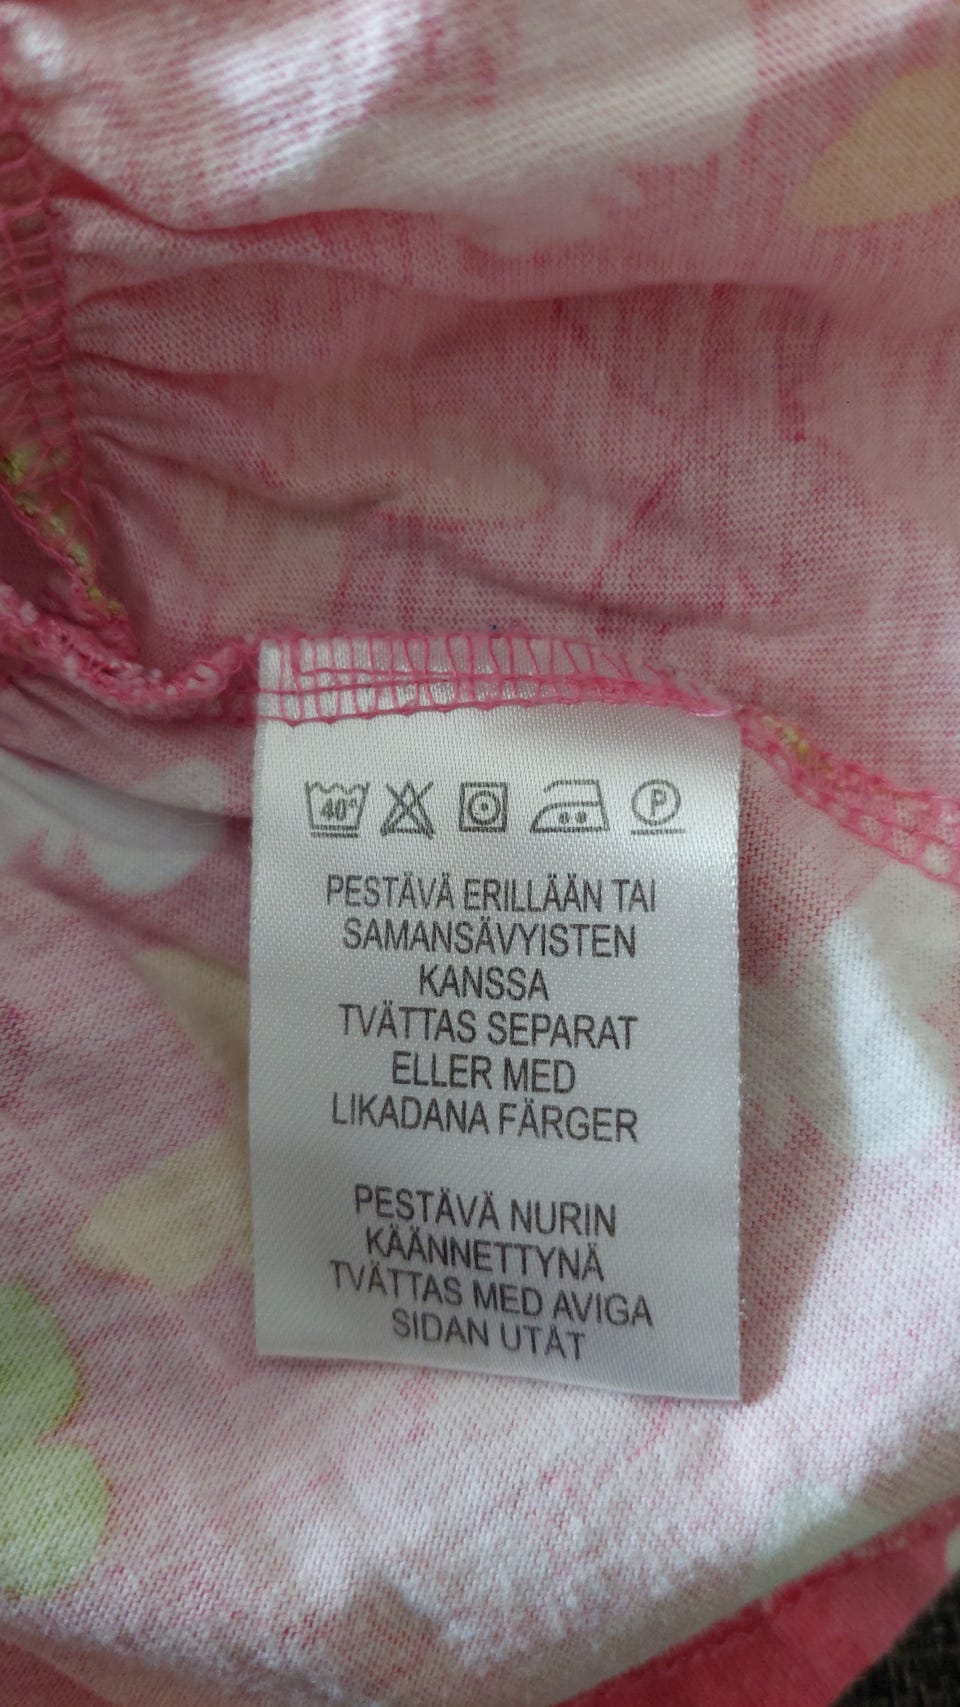 40°C P
PESTÄVÄ ERILLÄÄN TAI
SAMANSÄVYISTEN
KANSSA
TVÄTTAS SEPARAT
ELLER MED
LIKADANA FÄRGER
PESTÄVÄ NURIN
KÄÄNNETTYNÄ
TVÄTTAS MED AVIGA
SIDAN UTÅT